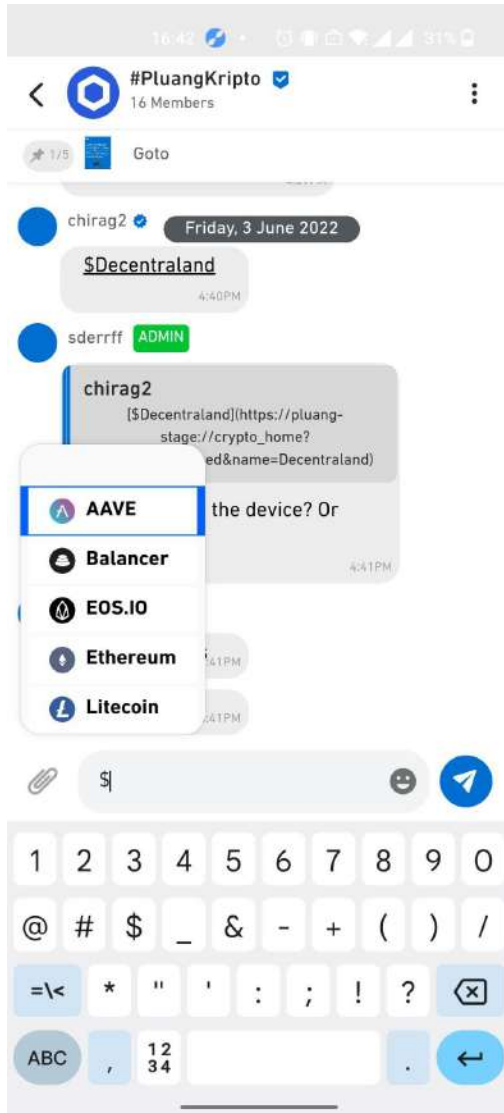 16:42
31%
#PluangKripto
16 Members
1/5
Goto
chirag2
Friday, 3 June 2022
$Decentraland
4:40PM
sderrff ADMIN
chirag2
[$Decentraland](https://pluang-
stage://crypto_home?
ed&name=Decentraland)
AAVE
the device? Or
Balancer
4:41PM
EOS.IO
Ethereum
:41PM
Litecoin
:41PM
$
1 2 3 4 5 6 7 8 9 0
@ # $ _ & - + ( ) /
=\< * " ' : ; ! ?
ABC , 12 .
34